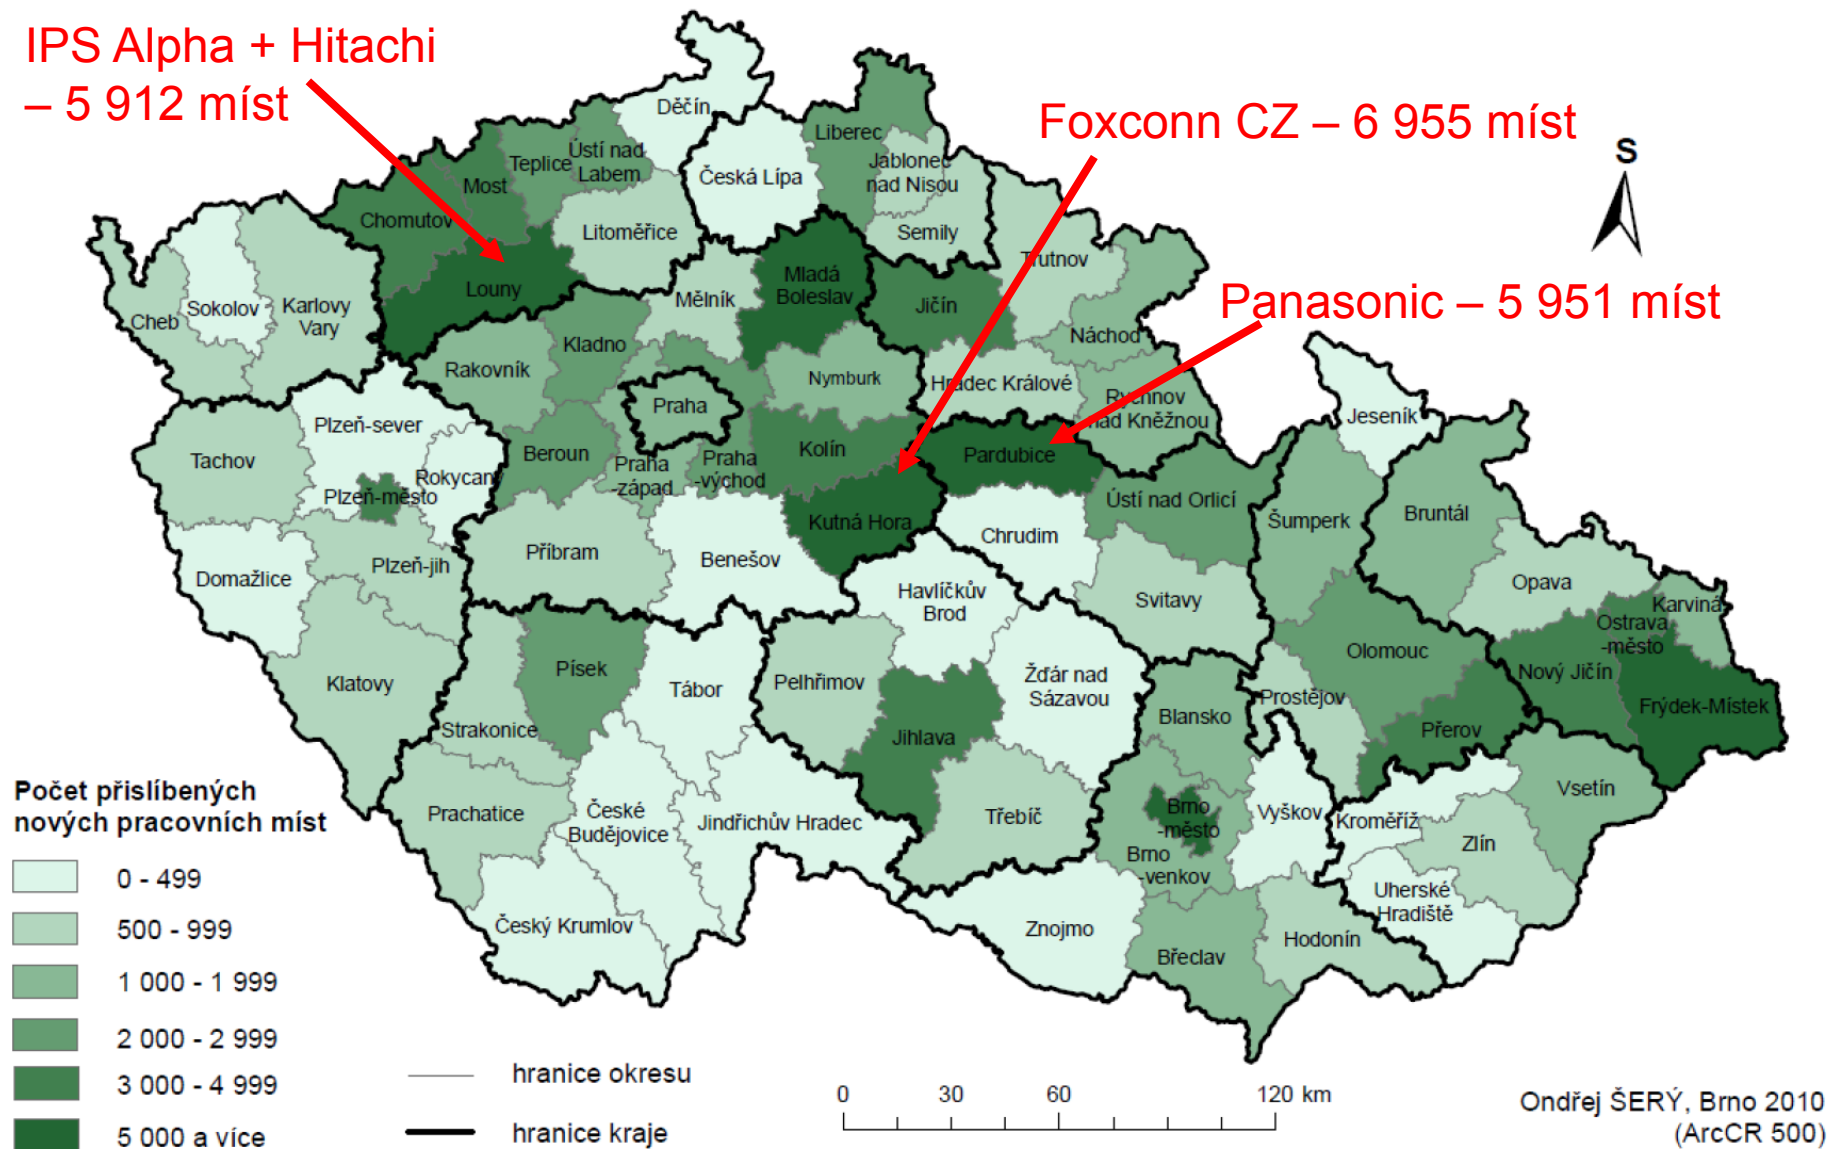 IPS Alpha + Hitachi
– 5 912 míst
Foxconn CZ – 6 955 míst
Panasonic – 5 951 míst
S
Děčín
Liberec
Ústí nad
Labem
Teplice
Most
Česká Lípa
Jablonec
nad Nisou
Chomutov
Litoměřice
Semily
Trutnov
Louny
Mladá
Boleslav
Mělník
Jičín
Sokolov
Karlovy
Vary
Cheb
Náchod
Kladno
Rakovník
Nymburk
Hradec Králové
Rychnov
nad Kněžnou
Praha
Jeseník
Plzeň-sever
Tachov
Rokycany
Plzeň-město
Beroun
Praha
-západ
Praha
-východ
Kolín
Pardubice
Ústí nad Orlicí
Šumperk
Bruntál
Kutná Hora
Chrudim
Příbram
Benešov
Plzeň-jih
Domažlice
Havlíčkův
Brod
Svitavy
Opava
Karviná
Ostrava
-město
Olomouc
Nový Jičín
Písek
Klatovy
Tábor
Pelhřimov
Žďár nad
Sázavou
Prostějov
Frýdek-Místek
Strakonice
Blansko
Přerov
Jihlava
Vsetín
Prachatice
České
Budějovice
Jindřichův Hradec
Třebíč
Brno
-město
Vyškov
Kroměříž
Zlín
Brno
-venkov
Uherské
Hradiště
Český Krumlov
Znojmo
Břeclav
Hodonín
Počet přislíbených
nových pracovních míst
0 - 499
500 - 999
1 000 - 1 999
2 000 - 2 999
3 000 - 4 999
5 000 a více
hranice okresu
hranice kraje
0 30 60 120 km
Ondřej ŠERÝ, Brno 2010
(ArcCR 500)